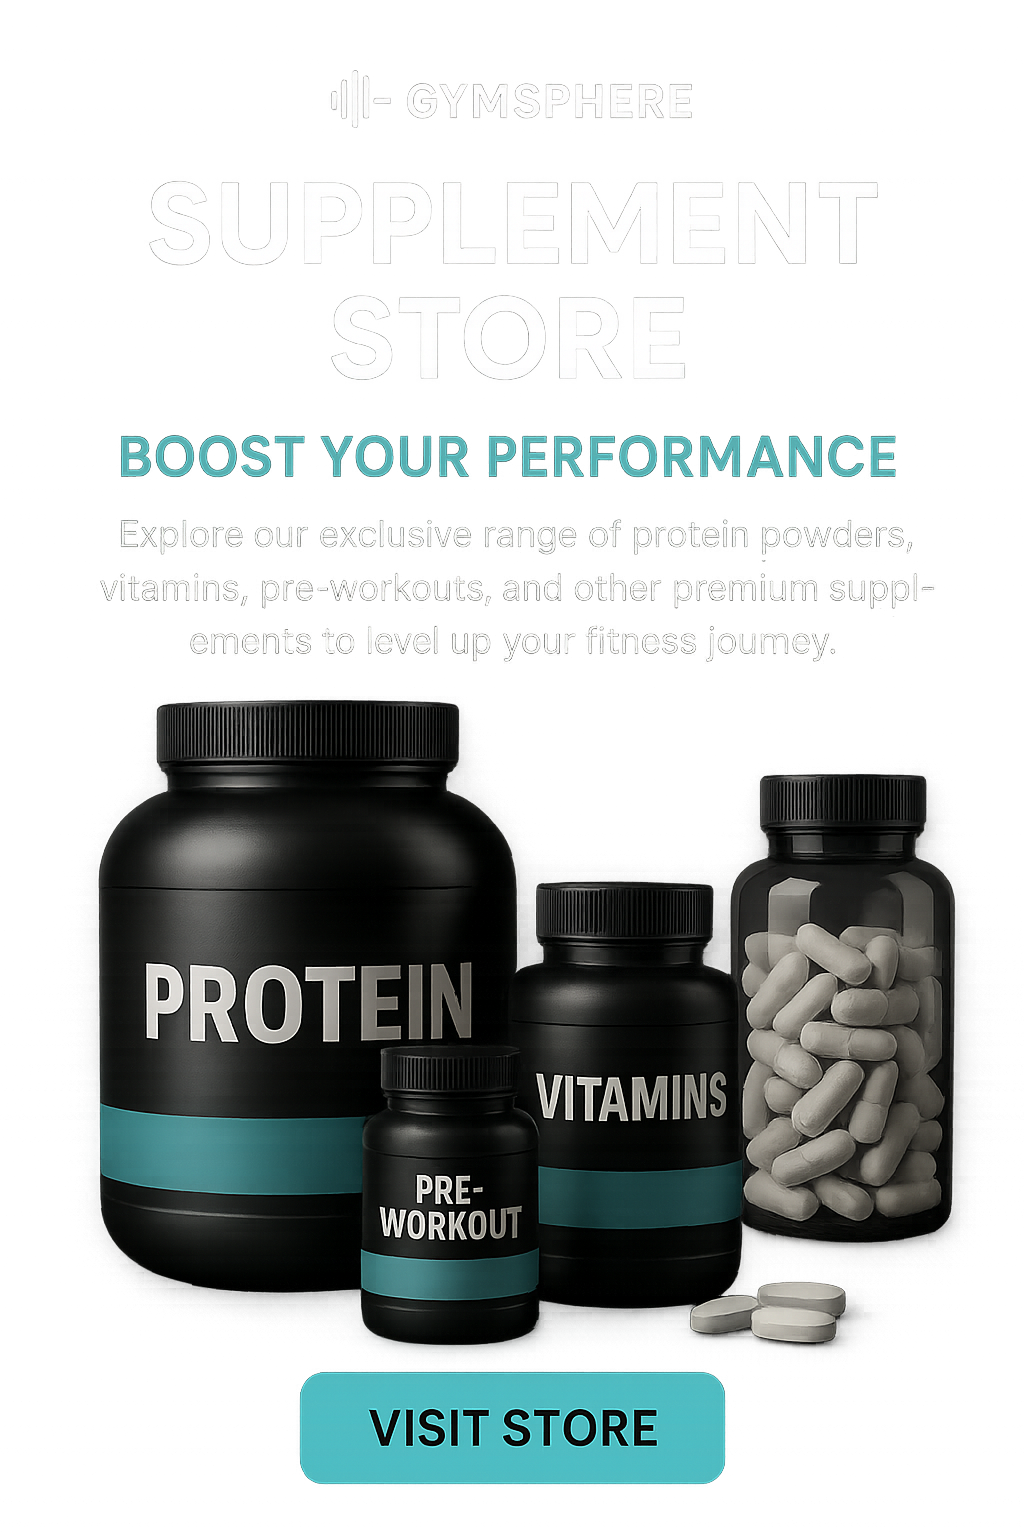 GYMSPHERE
SUPPLEMENT
STORE
BOOST YOUR PERFORMANCE
Explore our exclusive range of protein powders,
vitamins, pre-workouts, and other premium suppl-
ements to level up your fitness joumey.
PROTEIN
VITAMINS
PRE-
WORKOUT
VISIT STORE